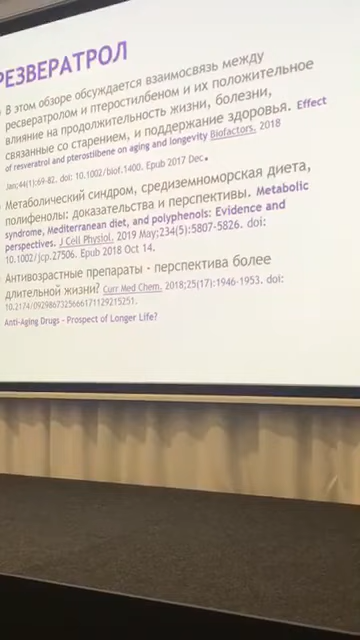 РЕЗВЕРАТРОЛ
В этом обзоре обсуждается взаимосвязь между
ресвератролом и птеростилбеном и их положительное
влияние на продолжительность жизни, болезни,
связанные со старением, и поддержание здоровья. Effect
of resveratrol and pterostilbene on aging and longevity Biofactors. 2018
Jan;44(1):69-82. doi: 10.1002/biof.1400. Epub 2017 Dec.
Метаболический синдром, средиземноморская диета,
полифенолы: доказательства и перспективы. Metabolic
syndrome, Mediterranean diet, and polyphenols: Evidence and
perspectives. J Cell Physiol. 2019 May;234(5):5807-5826. doi:
10.1002/jcp.27506. Epub 2018 Oct 14.
Антивозрастные препараты - перспектива более
длительной жизни? Curr Med Chem. 2018;25(17):1946-1953. doi:
10.2174/0929867325666171129215251.
Anti-Aging Drugs - Prospect of Longer Life?